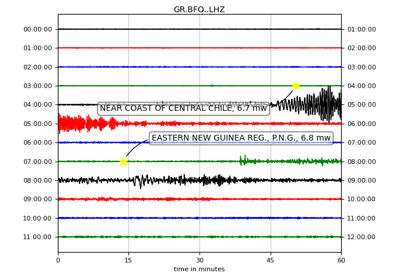 GR.BFO..LHZ
00:00:00 01:00:00
01:00:00 02:00:00
02:00:00 03:00:00
03:00:00 04:00:00
04:00:00 05:00:00
NEAR COAST OF CENTRAL CHILE, 6.7 mw
05:00:00 06:00:00
EASTERN NEW GUINEA REG., P.N.G., 6.8 mw
06:00:00 07:00:00
07:00:00 08:00:00
08:00:00 09:00:00
09:00:00 10:00:00
10:00:00 11:00:00
11:00:00 12:00:00
0 15 30 45 60
time in minutes